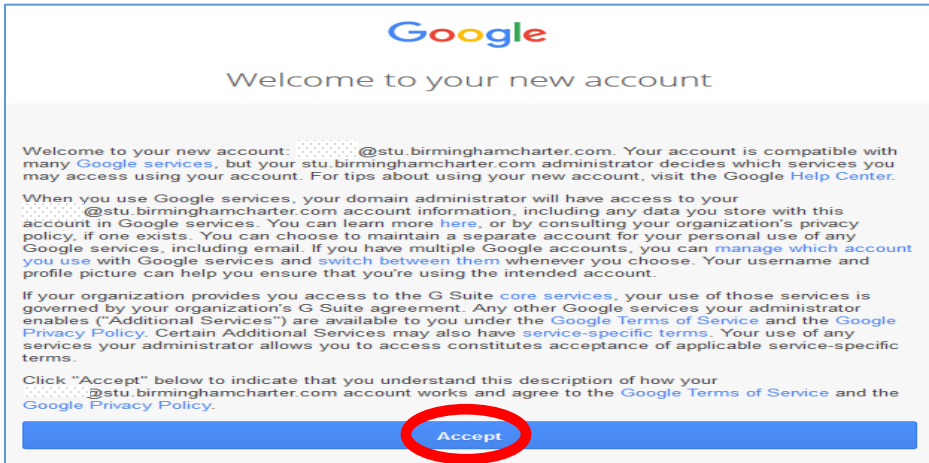 Google
Welcome to your new account
Welcome to your new account: @stu.birminghamcharter.com. Your account is compatible with
many Google services, but your stu.birminghamcharter.com administrator decides which services you
may access using your account. For tips about using your new account, visit the Google Help Center.
When you use Google services, your domain administrator will have access to your
@stu.birminghamcharter.com account information, including any data you store with this
account in Google services. You can learn more here, or by consulting your organization's privacy
policy, if one exists. You can choose to maintain a separate account for your personal use of any
Google services, including email. If you have multiple Google accounts, you can manage which account
you use with Google services and switch between them whenever you choose. Your username and
profile picture can help you ensure that you're using the intended account.
If your organization provides you access to the G Suite core services, your use of those services is
governed by your organization's G Suite agreement. Any other Google services your administrator
enables ("Additional Services") are available to you under the Google Terms of Service and the Google
Privacy Policy. Certain Additional Services may also have service-specific terms. Your use of any
services your administrator allows you to access constitutes acceptance of applicable service-specific
terms.
Click "Accept" below to indicate that you understand this description of how your
@stu.birminghamcharter.com account works and agree to the Google Terms of Service and the
Google Privacy Policy.
Accept